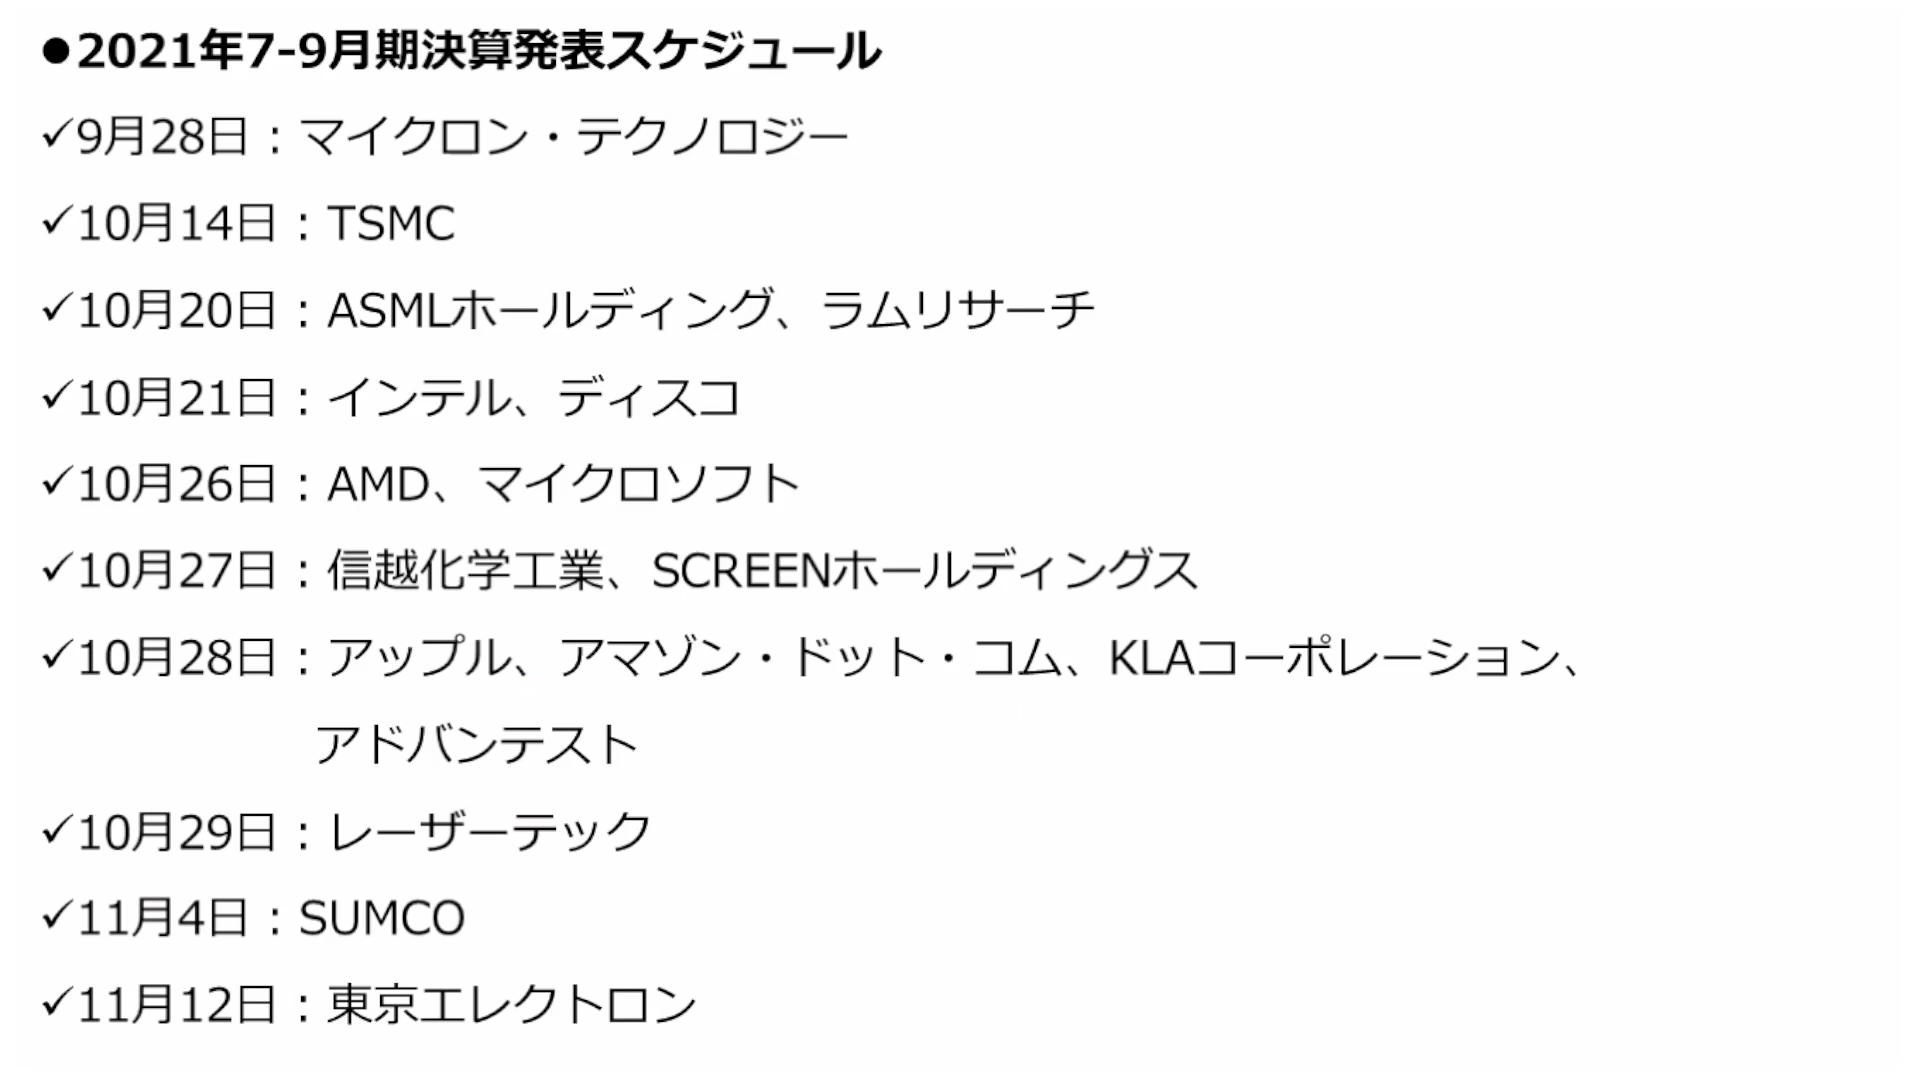 ●2021年7-9月期決算発表スケジュール
✓9月28日：マイクロン・テクノロジー
✓10月14日：TSMC
✓10月20日：ASMLホールディング、ラムリサーチ
✓10月21日：インテル、ディスコ
✓10月26日：AMD、マイクロソフト
✓10月27日：信越化学工業、SCREENホールディングス
✓10月28日：アップル、アマゾン・ドット・コム、KLAコーポレーション、
アドバンテスト
✓10月29日：レーザーテック
✓11月4日：SUMCO
✓11月12日：東京エレクトロン